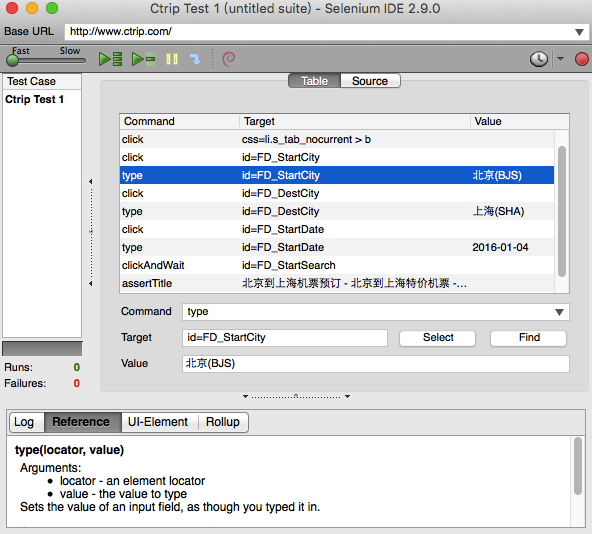 Ctrip Test 1 (untitled suite) - Selenium IDE 2.9.0
Base URL http://www.ctrip.com/
Fast Slow
Test Case
Ctrip Test 1
Table Source
Command Target Value
click css=li.s_tab_nocurrent > b
click id=FD_StartCity
type id=FD_StartCity 北京(BJS)
click id=FD_DestCity
type id=FD_DestCity 上海(SHA)
click id=FD_StartDate
type id=FD_StartDate 2016-01-04
clickAndWait id=FD_StartSearch
assertTitle 北京到上海机票预订 - 北京到上海特价机票 -...
Command type
Target id=FD_StartCity Select Find
Value 北京(BJS)
Runs: 0
Failures: 0
Log Reference UI-Element Rollup
type(locator, value)
Arguments:
• locator - an element locator
• value - the value to type
Sets the value of an input field, as though you typed it in.